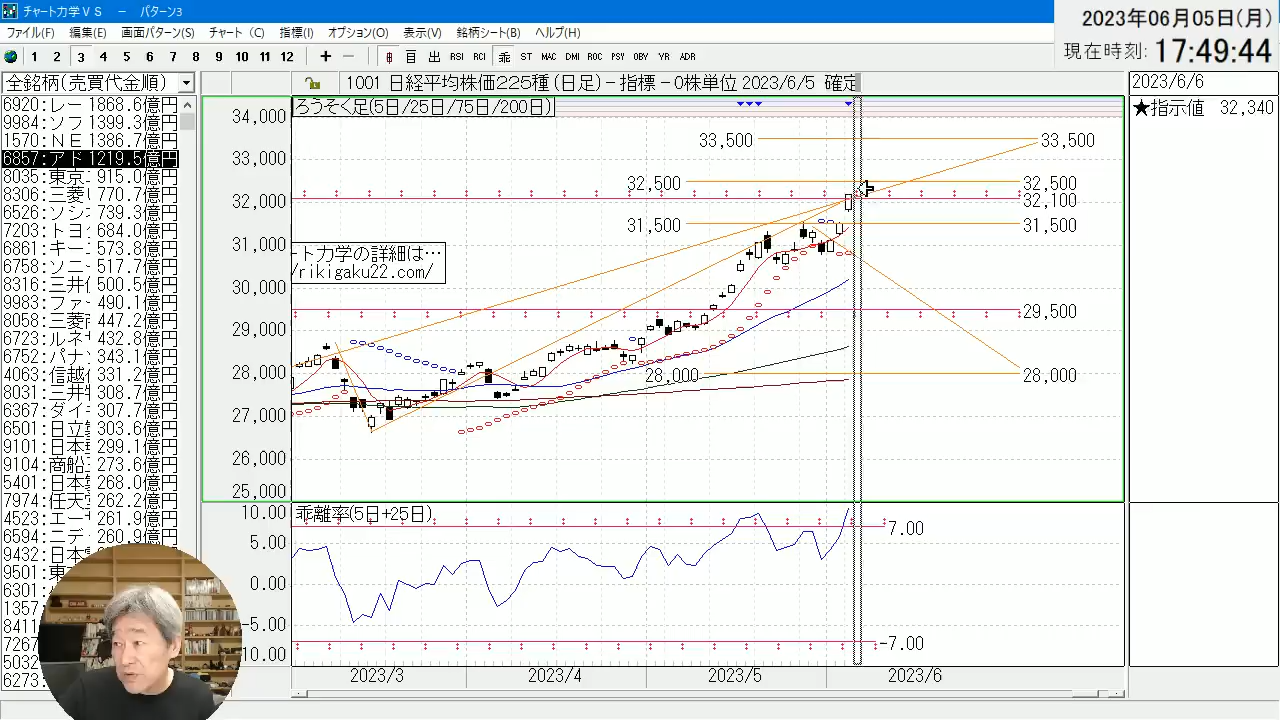 チャート力学ＶＳ － パターン3
2023年06月05日(月)
現在時刻: 17:49:44
ファイル(F) 編集(E) 画面パターン(S) チャート (C) 指標(I) オプション(O) 表示(V) 銘柄シート(B) ヘルプ(H)
1 2 3 4 5 6 7 8 9 10 11 12 + − 日 出 RSI RCI 乖 ST MAC DMI ROC PSY OBV YR ADR
全銘柄(売買代金順)
1001 日経平均株価225種 (日足)－指標－0株単位 2023/6/5 確定
2023/6/6
★指示値 32,340
ろうそく足(5日/25日/75日/200日)
6920:レー 1868.6億円
9984:ソフ 1399.3億円
1570:ＮＥ 1386.7億円
6857:アド 1219.5億円
8035:東京 915.0億円
8306:三菱 770.7億円
6526:ソシ 739.3億円
7203:トヨ 684.0億円
6861:キー 573.8億円
6758:ソニー 517.7億円
8316:三井 500.5億円
9983:ファ 490.1億円
8058:三菱 447.2億円
6723:ルネ 432.8億円
6752:パナ 343.1億円
4063:信越 331.2億円
8031:三井 308.7億円
6367:ダイ 307.7億円
6501:日立 303.6億円
9101:日本 299.1億円
9104:商船 273.6億円
5401:日本 268.0億円
7974:任天 262.2億円
4523:エー 261.9億円
6594:ニデ 260.9億円
9432:日本
9501:東
6301:
1357
8411
7267
5032
6273
34,000
33,000
32,000
31,000
30,000
29,000
28,000
27,000
26,000
25,000
33,500 33,500
32,500 32,500
32,100
31,500 31,500
29,500
28,000 28,000
ート力学の詳細は…
/rikigaku22.com/
乖離率(5日+25日)
10.00
5.00
0.00
-5.00
10.00
7.00
-7.00
2023/3 2023/4 2023/5 2023/6